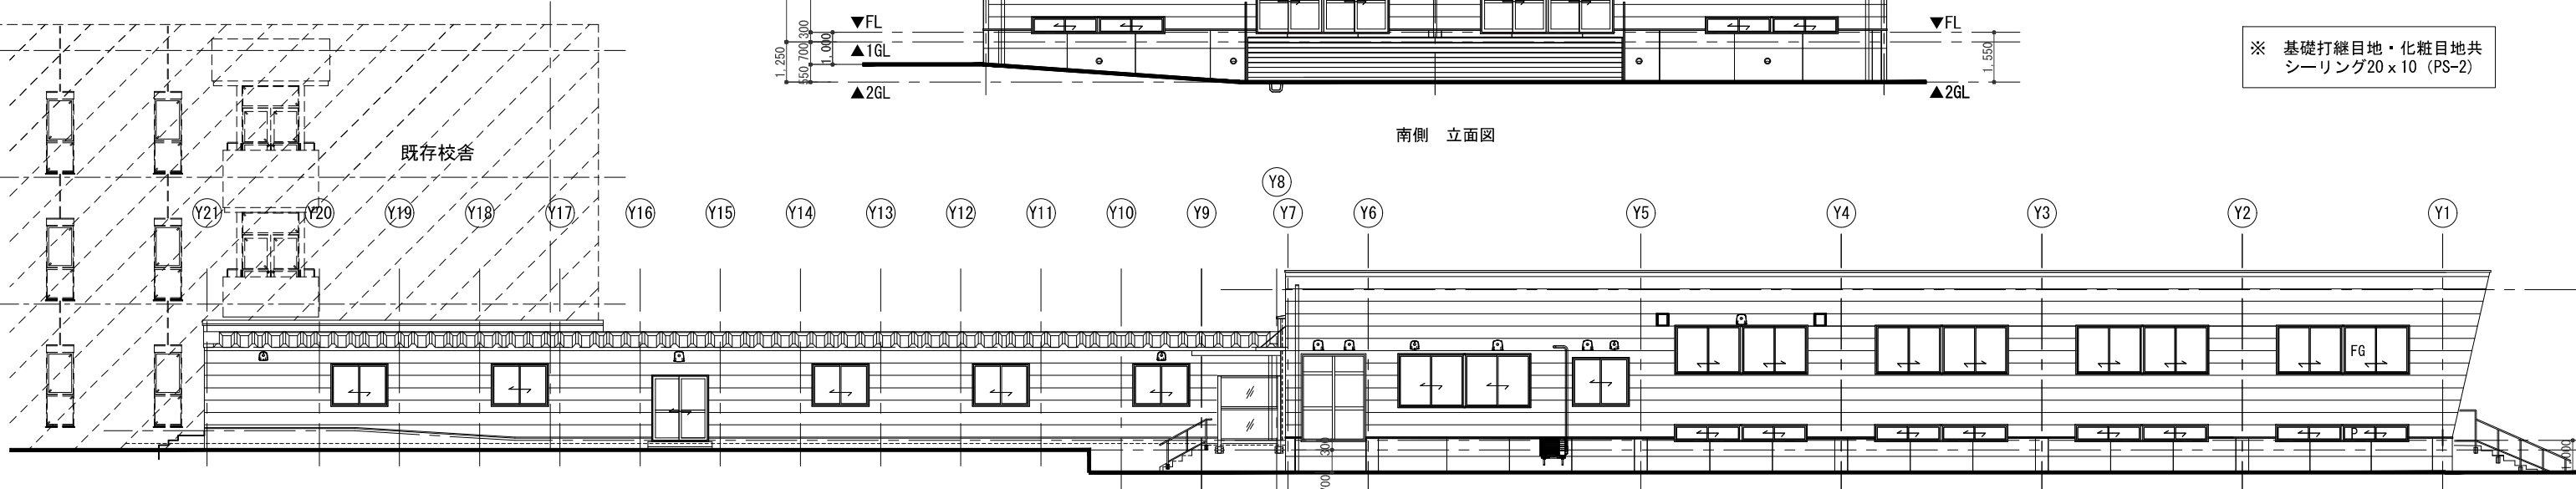 ▼FL
▲1GL
▲2GL
1,250
300
700
550
1,000
▼FL
▲2GL
1,550
※ 基礎打継目地・化粧目地共
シーリング20ｘ10（PS-2）
南側 立面図
既存校舎
Y21
Y20
Y19
Y18
Y17
Y16
Y15
Y14
Y13
Y12
Y11
Y10
Y9
Y8
Y7
Y6
Y5
Y4
Y3
Y2
Y1
FG
P
300
700